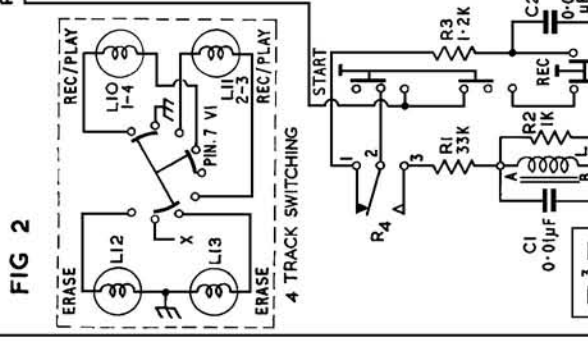 FIG 2
ERASE
REC/PLAY
L12
L10
1-4
X
PIN. 7 V1
L13
L11
2-3
ERASE
REC/PLAY
4 TRACK SWITCHING
START
R3
1·2K
C2
R4
1
2
3
R1
33K
REC
R2
1K
A
B
L
C1
0·01µF